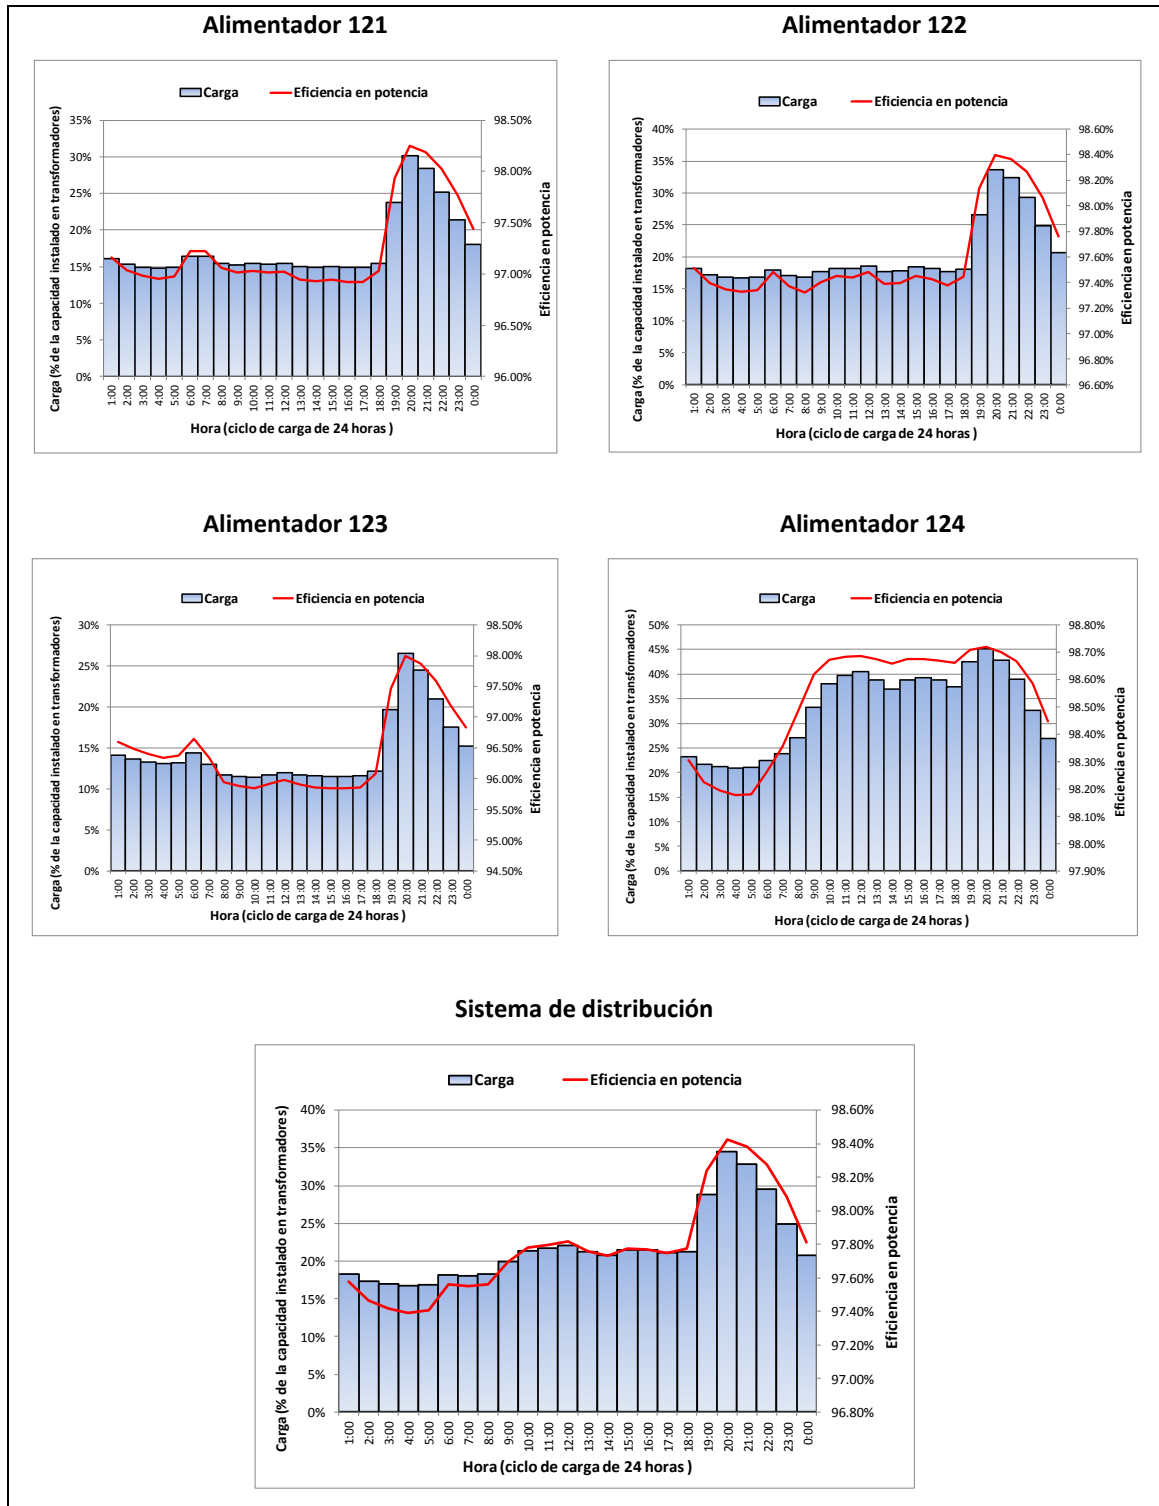 Alimentador 121
Carga
Eficiencia en potencia
Carga (% de la capacidad instalado en transformadores)
35%
30%
25%
20%
15%
10%
5%
0%
98.50%
98.00%
97.50%
97.00%
96.50%
96.00%
Eficiencia en potencia
1:00 2:00 3:00 4:00 5:00 6:00 7:00 8:00 9:00 10:00 11:00 12:00 13:00 14:00 15:00 16:00 17:00 18:00 19:00 20:00 21:00 22:00 23:00 0:00
Hora (ciclo de carga de 24 horas )
Alimentador 122
Carga
Eficiencia en potencia
Carga (% de la capacidad instalado en transformadores)
40%
35%
30%
25%
20%
15%
10%
5%
0%
98.60%
98.40%
98.20%
98.00%
97.80%
97.60%
97.40%
97.20%
97.00%
96.80%
96.60%
Eficiencia en potencia
1:00 2:00 3:00 4:00 5:00 6:00 7:00 8:00 9:00 10:00 11:00 12:00 13:00 14:00 15:00 16:00 17:00 18:00 19:00 20:00 21:00 22:00 23:00 0:00
Hora (ciclo de carga de 24 horas )
Alimentador 123
Carga
Eficiencia en potencia
Carga (% de la capacidad instalado en transformadores)
30%
25%
20%
15%
10%
5%
0%
98.50%
98.00%
97.50%
97.00%
96.50%
96.00%
95.50%
95.00%
94.50%
Eficiencia en potencia
1:00 2:00 3:00 4:00 5:00 6:00 7:00 8:00 9:00 10:00 11:00 12:00 13:00 14:00 15:00 16:00 17:00 18:00 19:00 20:00 21:00 22:00 23:00 0:00
Hora (ciclo de carga de 24 horas )
Alimentador 124
Carga
Eficiencia en potencia
Carga (% de la capacidad instalado en transformadores)
50%
45%
40%
35%
30%
25%
20%
15%
10%
5%
0%
98.80%
98.70%
98.60%
98.50%
98.40%
98.30%
98.20%
98.10%
98.00%
97.90%
Eficiencia en potencia
1:00 2:00 3:00 4:00 5:00 6:00 7:00 8:00 9:00 10:00 11:00 12:00 13:00 14:00 15:00 16:00 17:00 18:00 19:00 20:00 21:00 22:00 23:00 0:00
Hora (ciclo de carga de 24 horas )
Sistema de distribución
Carga
Eficiencia en potencia
Carga (% de la capacidad instalado en transformadores)
40%
35%
30%
25%
20%
15%
10%
5%
0%
98.60%
98.40%
98.20%
98.00%
97.80%
97.60%
97.40%
97.20%
97.00%
96.80%
Eficiencia en potencia
1:00 2:00 3:00 4:00 5:00 6:00 7:00 8:00 9:00 10:00 11:00 12:00 13:00 14:00 15:00 16:00 17:00 18:00 19:00 20:00 21:00 22:00 23:00 0:00
Hora (ciclo de carga de 24 horas )